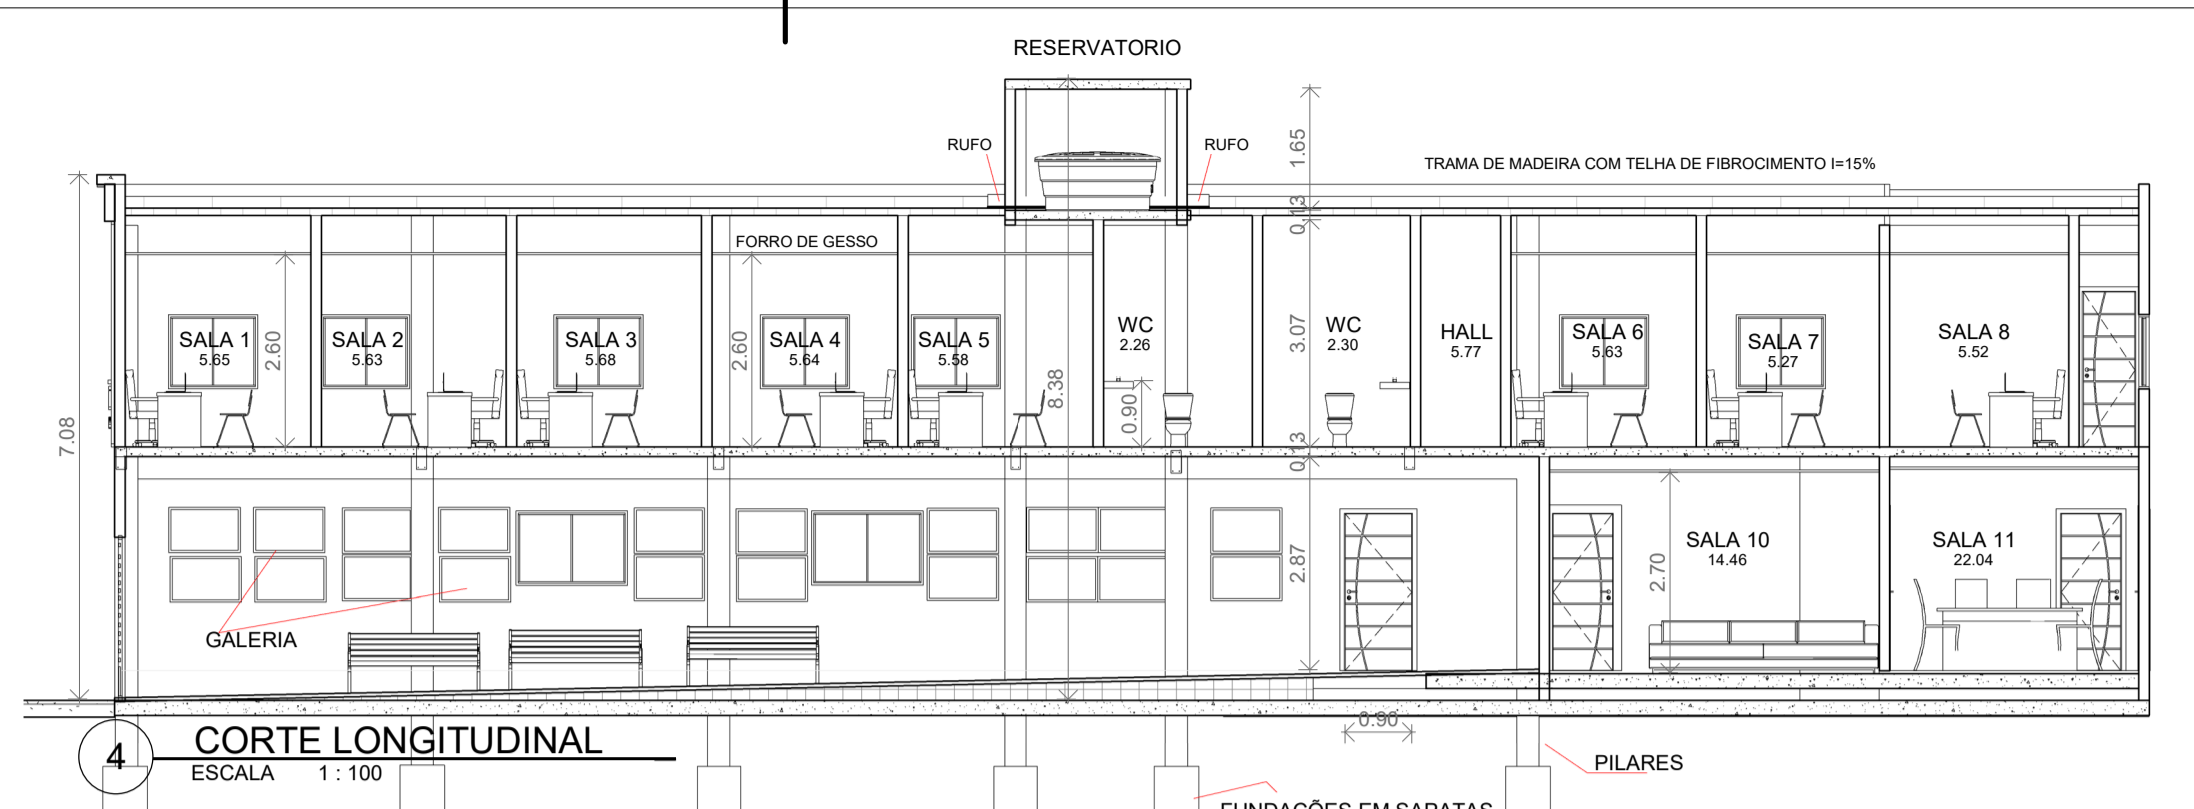 RESERVATORIO
RUFO
RUFO
1.65
TRAMA DE MADEIRA COM TELHA DE FIBROCIMENTO I=15%
0.13
FORRO DE GESSO
SALA 1
5.65
2.60
SALA 2
5.63
SALA 3
5.68
2.60
SALA 4
5.64
SALA 5
5.58
8.38
WC
2.26
0.90
3.07
WC
2.30
HALL
5.77
SALA 6
5.63
SALA 7
5.27
SALA 8
5.52
7.08
0.13
2.87
SALA 10
14.46
2.70
SALA 11
22.04
GALERIA
0.90
4
CORTE LONGITUDINAL
ESCALA 1 : 100
PILARES
FUNDAÇÕES EM SAPATAS